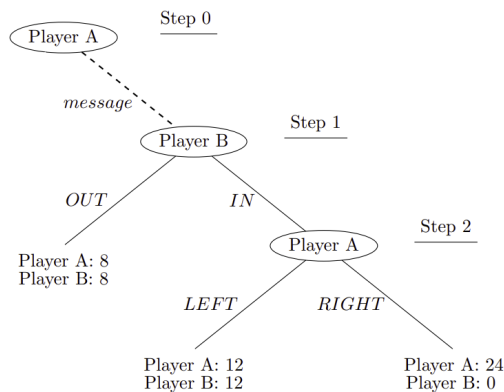 Step 0
Player A
message
Step 1
Player B
OUT
IN
Step 2
Player A
Player A: 8
Player B: 8
LEFT
RIGHT
Player A: 12
Player B: 12
Player A: 24
Player B: 0